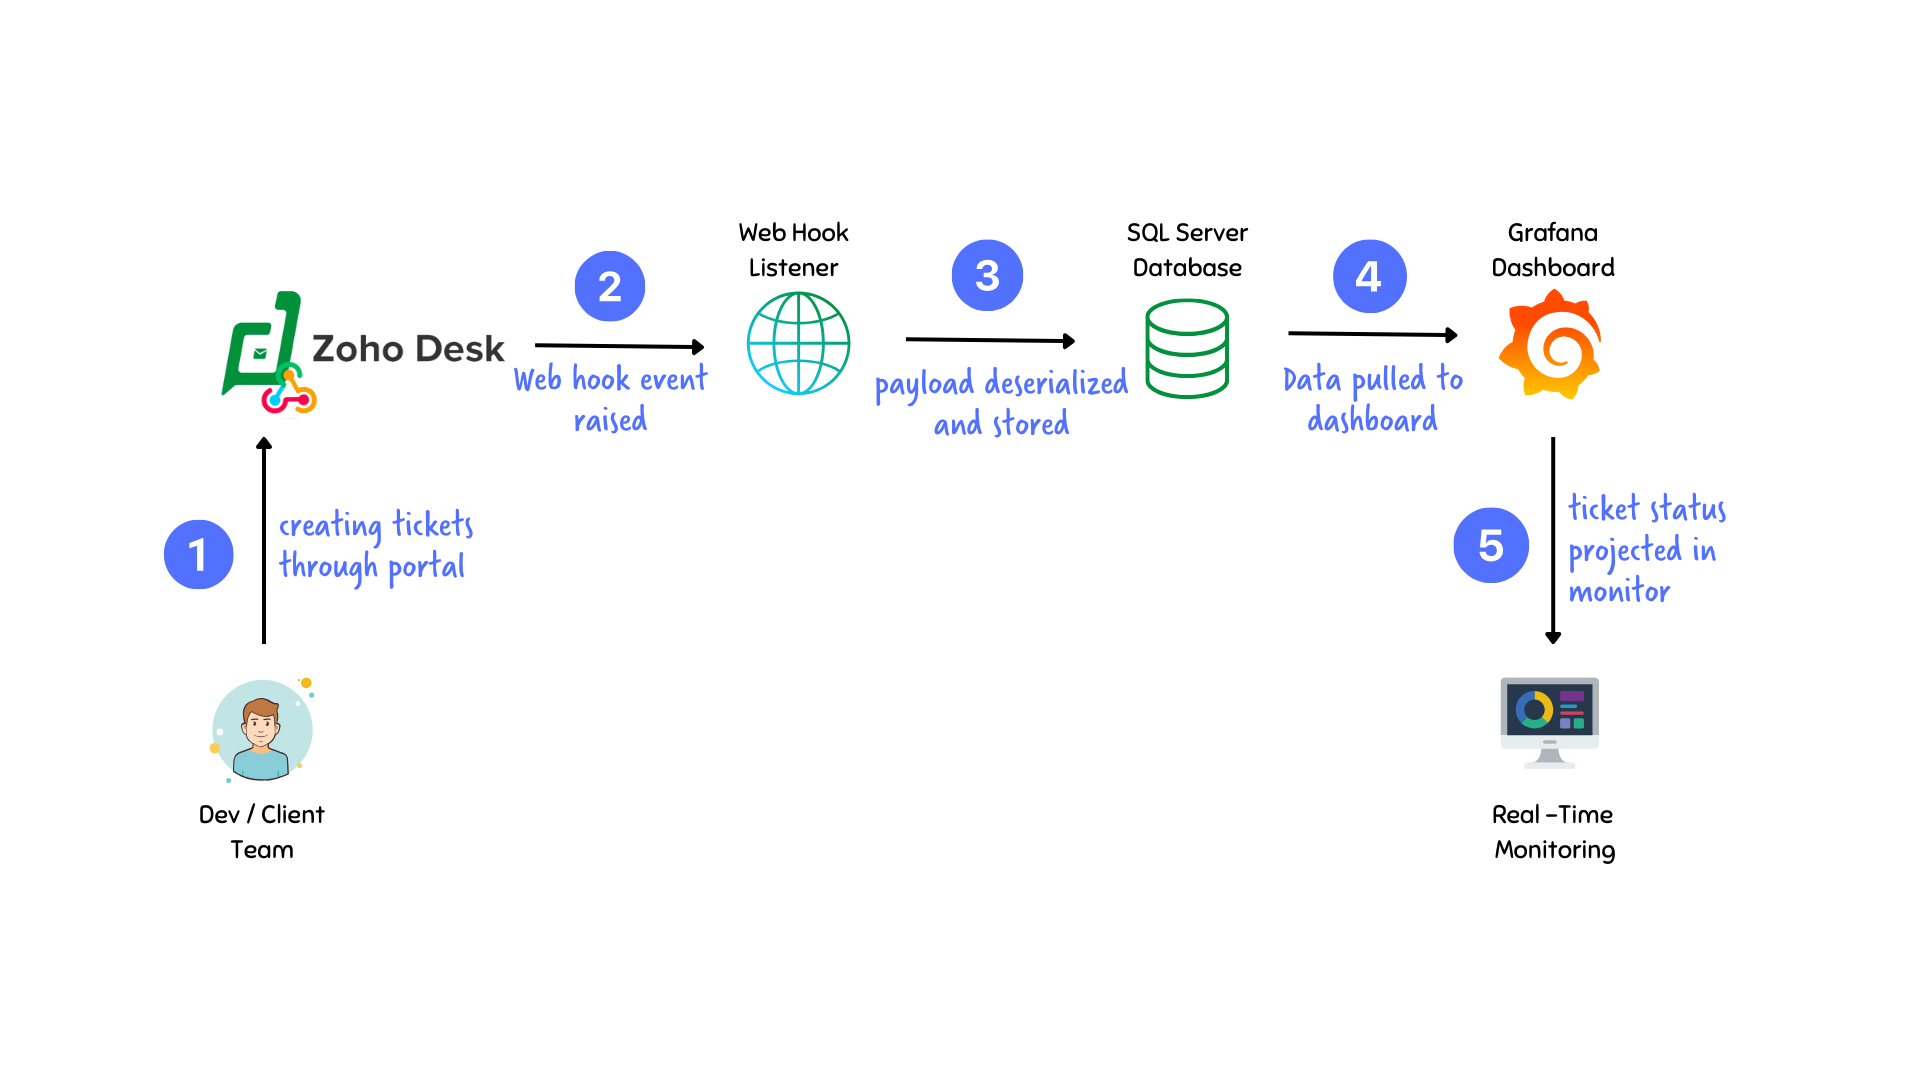 Web Hook
Listener
SQL Server
Database
Grafana
Dashboard
2
3
4
Zoho Desk
Web hook event
raised
payload deserialized
and stored
Data pulled to
dashboard
1
creating tickets
through portal
5
ticket status
projected in
monitor
Dev / Client
Team
Real -Time
Monitoring